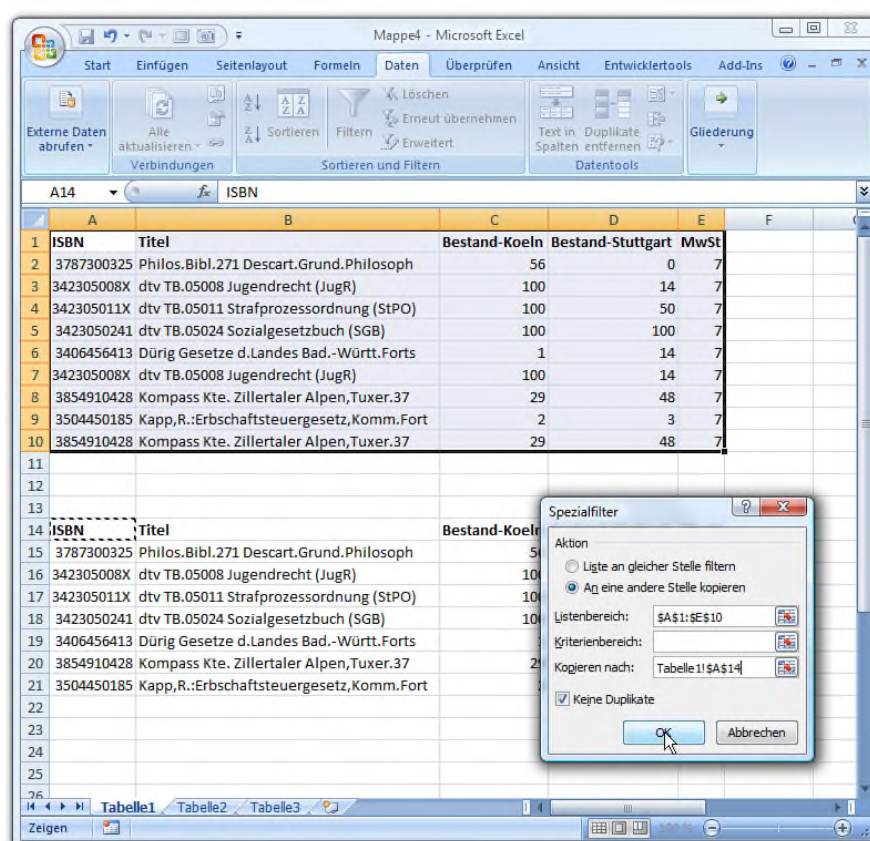 Mappe4 - Microsoft Excel
Start Einfügen Seitenlayout Formeln Daten Überprüfen Ansicht Entwicklertools Add-Ins
Externe Daten abrufen
Alle aktualisieren
Verbindungen
Sortieren
Filtern
Löschen
Erneut übernehmen
Erweitert
Sortieren und Filtern
Text in Spalten
Duplikate entfernen
Datentools
Gliederung
A14 fx ISBN
A B C D E F
1 ISBN Titel Bestand-Koeln Bestand-Stuttgart MwSt
2 3787300325 Philos.Bibl.271 Descart.Grund.Philosoph 56 0 7
3 342305008X dtv TB.05008 Jugendrecht (JugR) 100 14 7
4 342305011X dtv TB.05011 Strafprozessordnung (StPO) 100 50 7
5 3423050241 dtv TB.05024 Sozialgesetzbuch (SGB) 100 100 7
6 3406456413 Dürig Gesetze d.Landes Bad.-Württ.Forts 1 14 7
7 342305008X dtv TB.05008 Jugendrecht (JugR) 100 14 7
8 3854910428 Kompass Kte. Zillertaler Alpen,Tuxer.37 29 48 7
9 3504450185 Kapp,R.:Erbschaftsteuergesetz,Komm.Fort 2 3 7
10 3854910428 Kompass Kte. Zillertaler Alpen,Tuxer.37 29 48 7
11
12
13
14 ISBN Titel Bestand-Koeln
15 3787300325 Philos.Bibl.271 Descart.Grund.Philosoph
16 342305008X dtv TB.05008 Jugendrecht (JugR)
17 342305011X dtv TB.05011 Strafprozessordnung (StPO)
18 3423050241 dtv TB.05024 Sozialgesetzbuch (SGB)
19 3406456413 Dürig Gesetze d.Landes Bad.-Württ.Forts
20 3854910428 Kompass Kte. Zillertaler Alpen,Tuxer.37
21 3504450185 Kapp,R.:Erbschaftsteuergesetz,Komm.Fort
22
23
24
25
26
Spezialfilter
Aktion
Liste an gleicher Stelle filtern
An eine andere Stelle kopieren
Listenbereich: $A$1:$E$10
Kriterienbereich:
Kopieren nach: Tabelle1!$A$14
Keine Duplikate
OK Abbrechen
Tabelle1 Tabelle2 Tabelle3
Zeigen 100 %